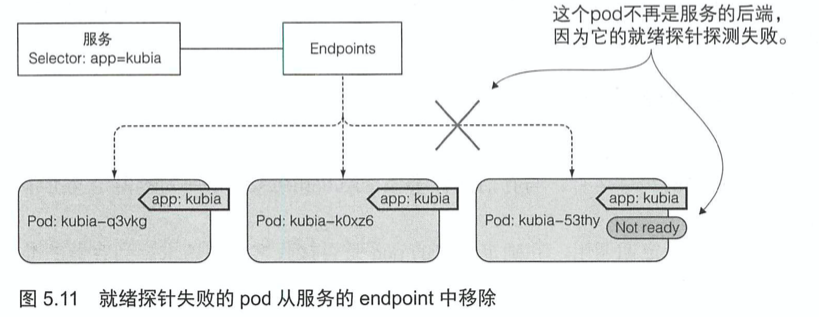 这个pod不再是服务的后端，
因为它的就绪探针探测失败。
服务
Selector: app=kubia
Endpoints
app: kubia
Pod: kubia-q3vkg
app: kubia
Pod: kubia-k0xz6
app: kubia
Pod: kubia-53thy
Not ready
图 5.11 就绪探针失败的 pod 从服务的 endpoint 中移除